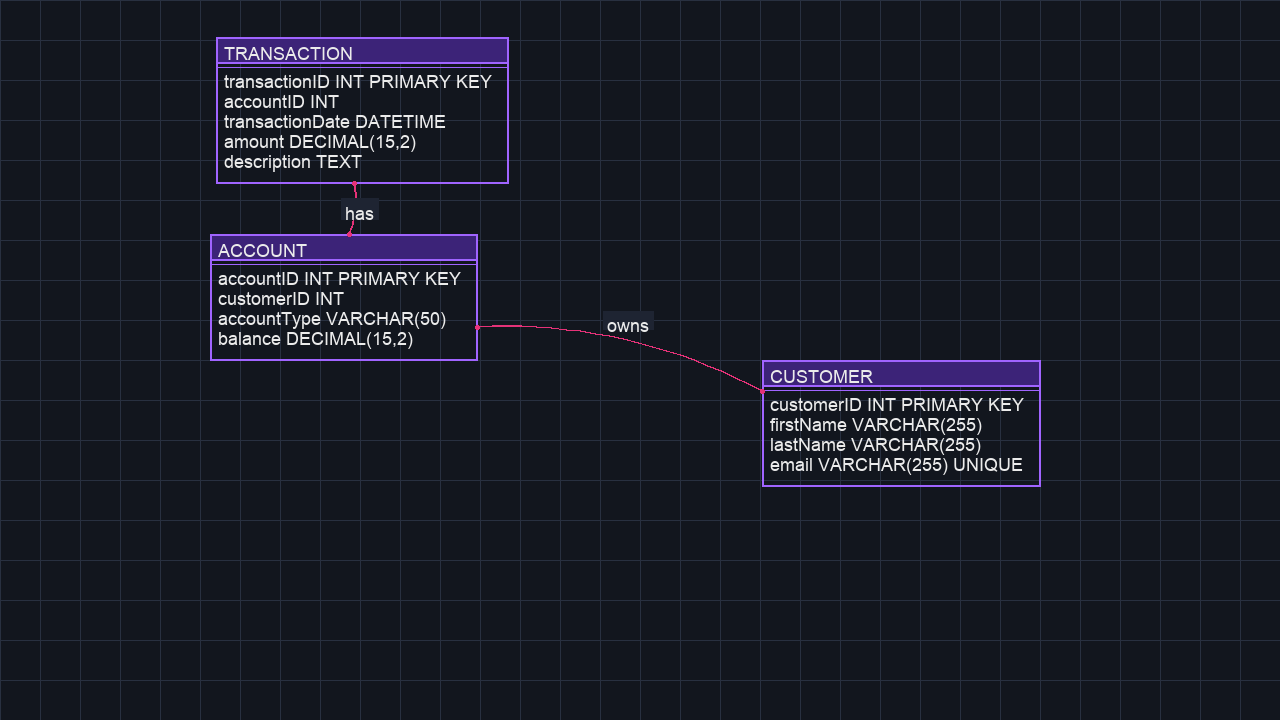 TRANSACTION
transactionID INT PRIMARY KEY
accountID INT
transactionDate DATETIME
amount DECIMAL(15,2)
description TEXT
has
ACCOUNT
accountID INT PRIMARY KEY
customerID INT
accountType VARCHAR(50)
balance DECIMAL(15,2)
owns
CUSTOMER
customerID INT PRIMARY KEY
firstName VARCHAR(255)
lastName VARCHAR(255)
email VARCHAR(255) UNIQUE